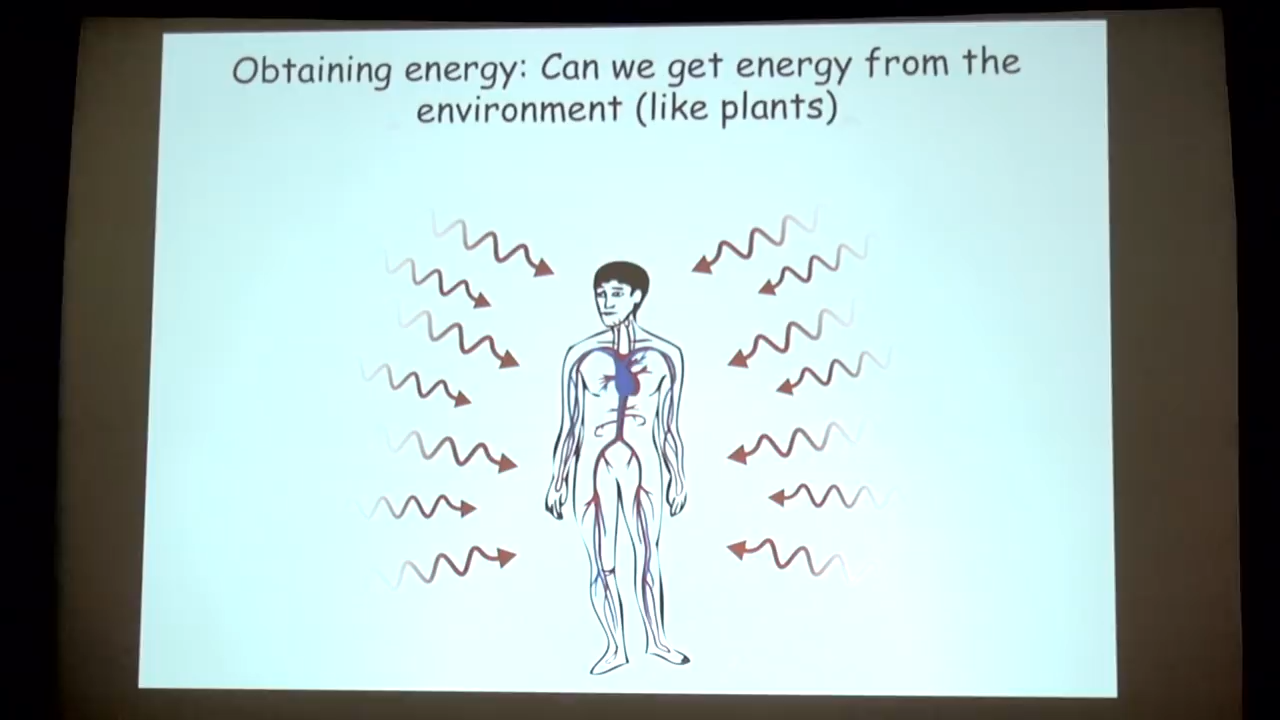 Obtaining energy: Can we get energy from the
environment (like plants)